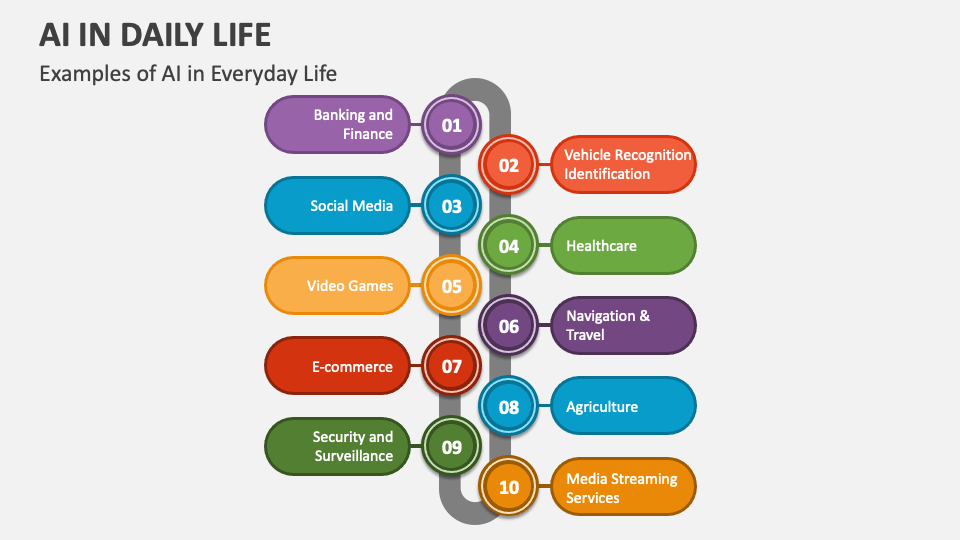 AI IN DAILY LIFE
Examples of AI in Everyday Life
01
Banking and
Finance
02
Vehicle Recognition
Identification
03
Social Media
04
Healthcare
05
Video Games
06
Navigation &
Travel
07
E-commerce
08
Agriculture
09
Security and
Surveillance
10
Media Streaming
Services